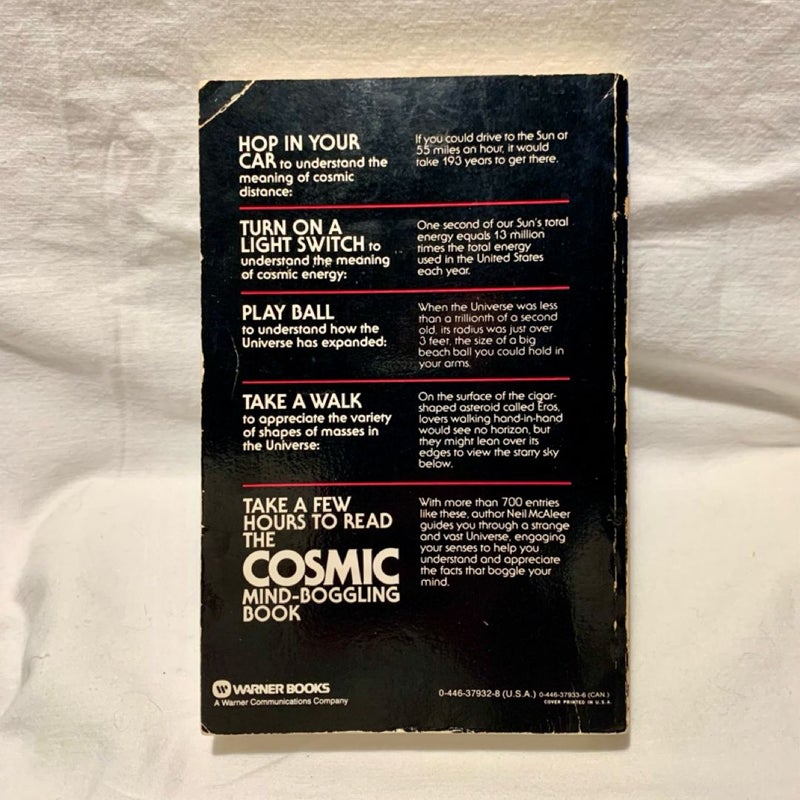 HOP IN YOUR
CAR to understand the
meaning of cosmic
distance:
If you could drive to the Sun at
55 miles an hour, it would
take 193 years to get there.
TURN ON A
LIGHT SWITCH to
understand the meaning
of cosmic energy:
One second of our Sun's total
energy equals 13 million
times the total energy
used in the United States
each year.
PLAY BALL
to understand how the
Universe has expanded:
When the Universe was less
than a trillionth of a second
old, its radius was just over
3 feet, the size of a big
beach ball you could hold in
your arms.
TAKE A WALK
to appreciate the variety
of shapes of masses in
the Universe:
On the surface of the cigar-
shaped asteroid called Eros,
lovers walking hand-in-hand
would see no horizon, but
they might lean over its
edges to view the starry sky
below.
TAKE A FEW
HOURS TO READ
THE
COSMIC
MIND-BOGGLING
BOOK
With more than 700 entries
like these, author Neil McAleer
guides you through a strange
and vast Universe, engaging
your senses to help you
understand and appreciate
the facts that boggle your
mind.
W WARNER BOOKS
A Warner Communications Company
0-446-37932-8 (U.S.A.) 0-446-37933-6 (CAN.)
COVER PRINTED IN U.S.A.